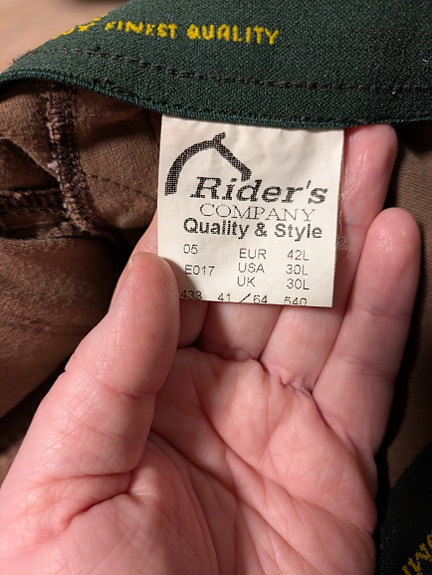 FINEST QUALITY
Rider's
COMPANY
Quality & Style
05 EUR 42L
E017 USA 30L
UK 30L
433 41 / 64 540